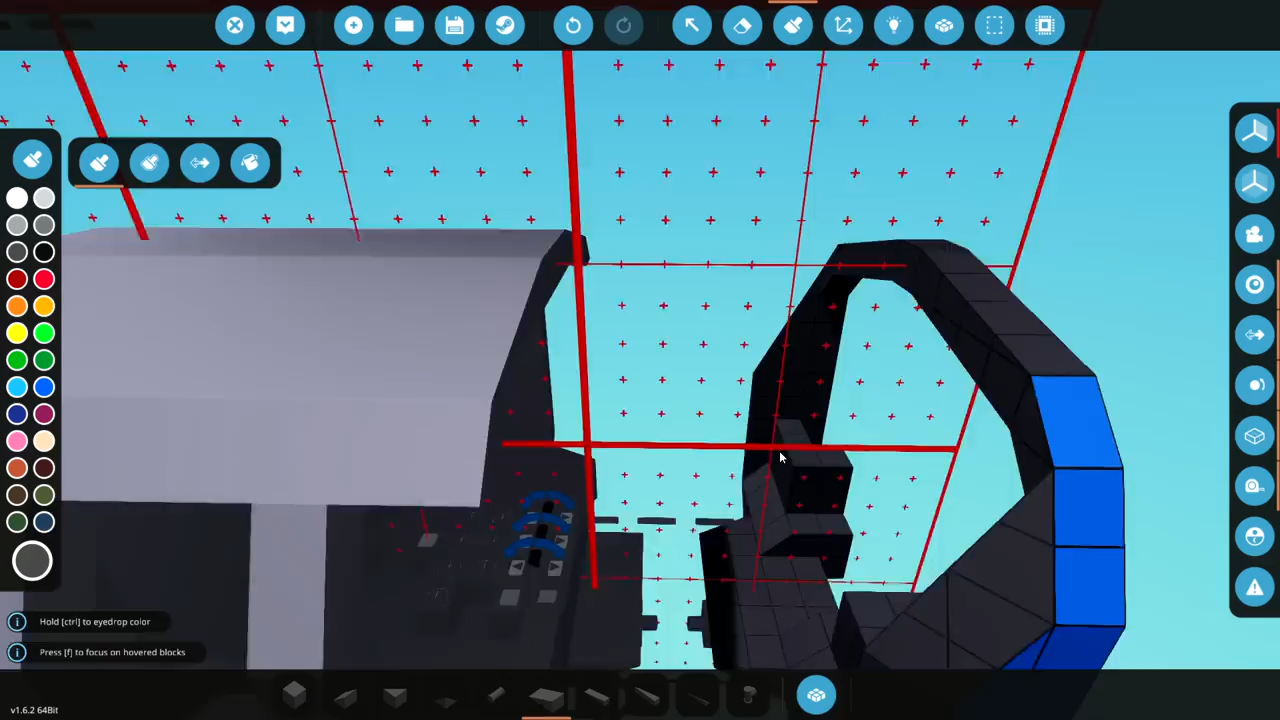 Hold [ctrl] to eyedrop color
Press [f] to focus on hovered blocks
v1.6.2 64Bit